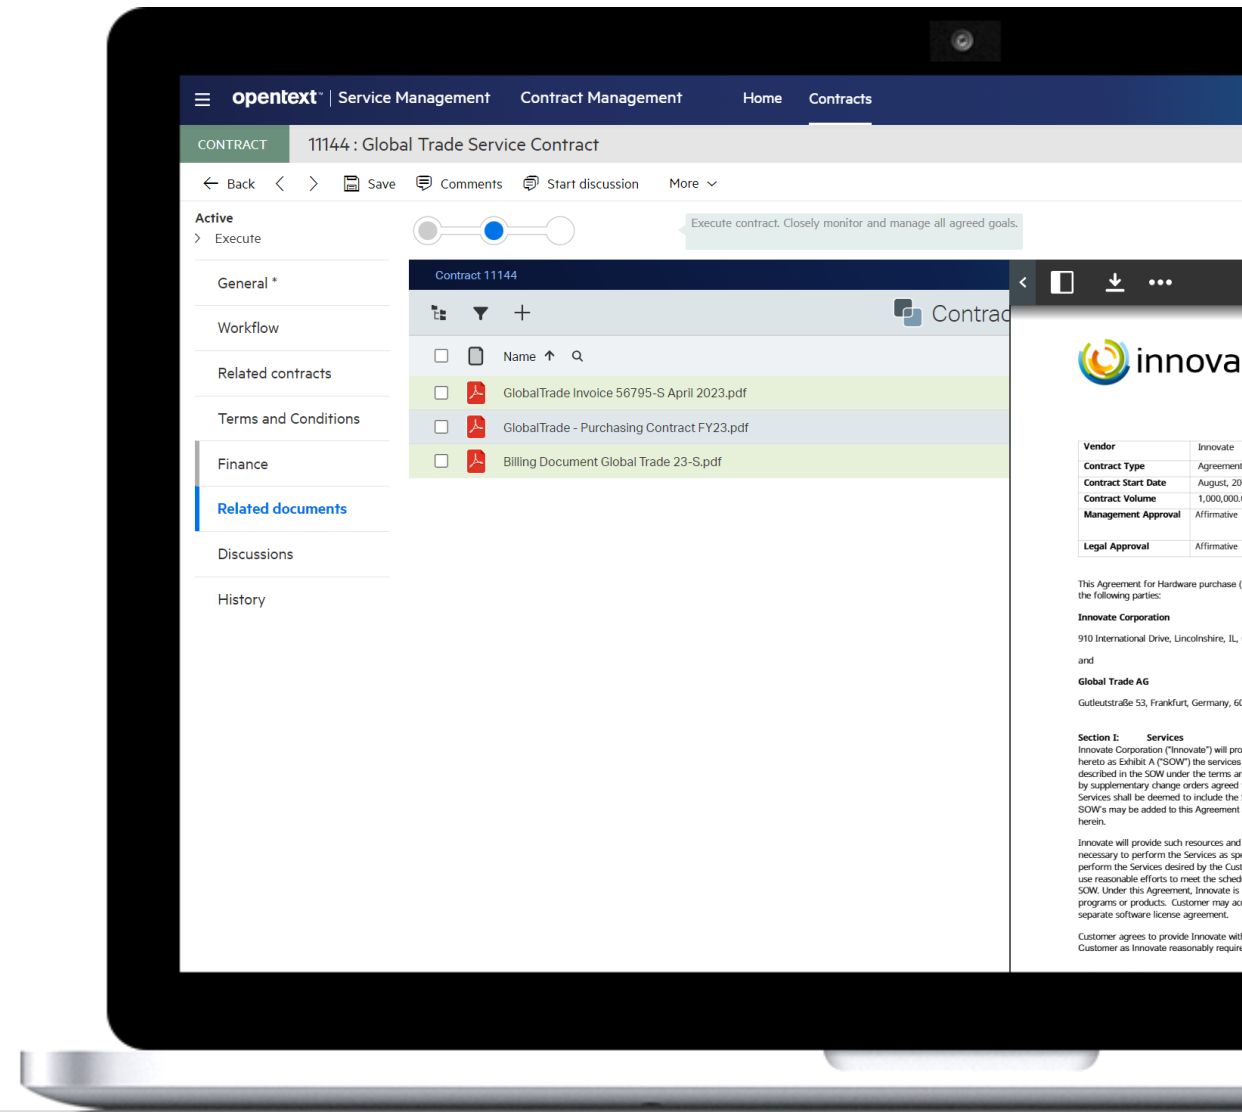 opentext™ | Service Management Contract Management Home Contracts
CONTRACT 11144 : Global Trade Service Contract
Back Save Comments Start discussion More
Active
Execute
Execute contract. Closely monitor and manage all agreed goals.
General *
Workflow
Related contracts
Terms and Conditions
Finance
Related documents
Discussions
History
Contract 11144
Contrac
Name
GlobalTrade Invoice 56795-S April 2023.pdf
GlobalTrade - Purchasing Contract FY23.pdf
Billing Document Global Trade 23-S.pdf
innova
Vendor Innovate
Contract Type Agreement
Contract Start Date August, 20
Contract Volume 1,000,000.
Management Approval Affirmative
Legal Approval Affirmative
This Agreement for Hardware purchase (
the following parties:
Innovate Corporation
910 International Drive, Lincolnshire, IL,
and
Global Trade AG
Gutleutstraße 53, Frankfurt, Germany, 60
Section I: Services
Innovate Corporation ("Innovate") will pro
hereto as Exhibit A ("SOW") the services
described in the SOW under the terms an
by supplementary change orders agreed
Services shall be deemed to include the
SOW's may be added to this Agreement
herein.
Innovate will provide such resources and
necessary to perform the Services as spe
perform the Services desired by the Cust
use reasonable efforts to meet the sched
SOW. Under this Agreement, Innovate is
programs or products. Customer may ac
separate software license agreement.
Customer agrees to provide Innovate with
Customer as Innovate reasonably require